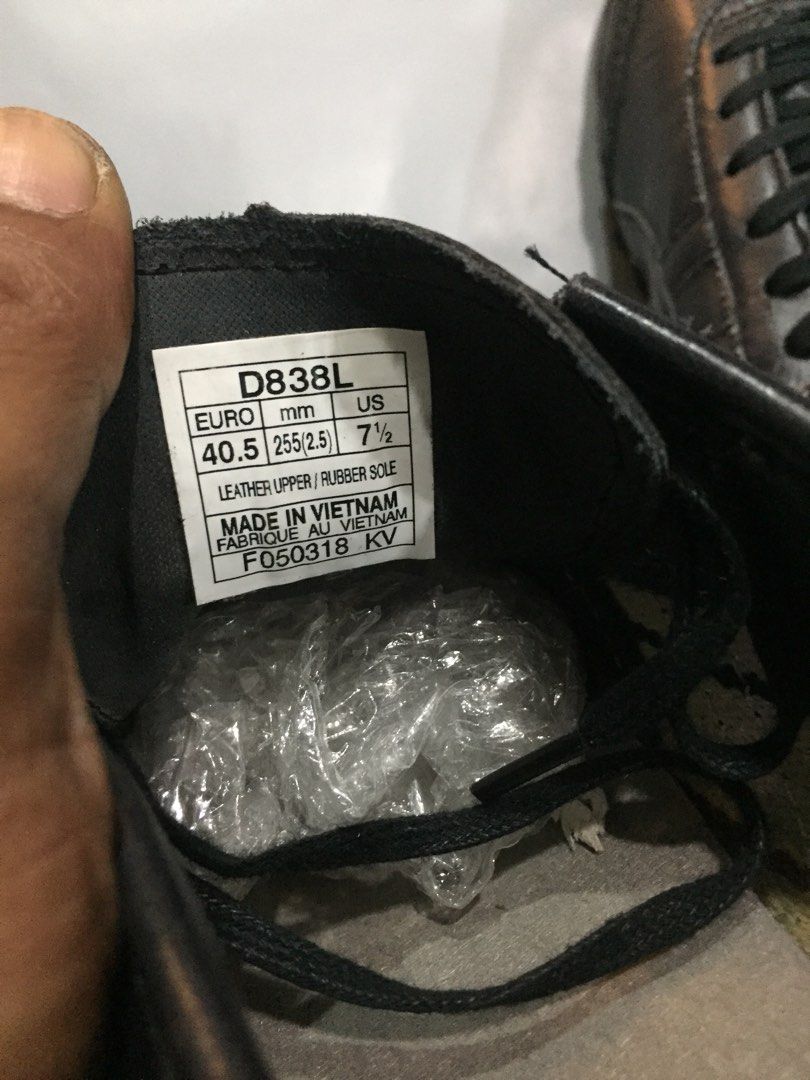 D838L
EURO mm US
40.5 255(2.5) 7½
LEATHER UPPER / RUBBER SOLE
MADE IN VIETNAM
FABRIQUE AU VIETNAM
F050318 KV